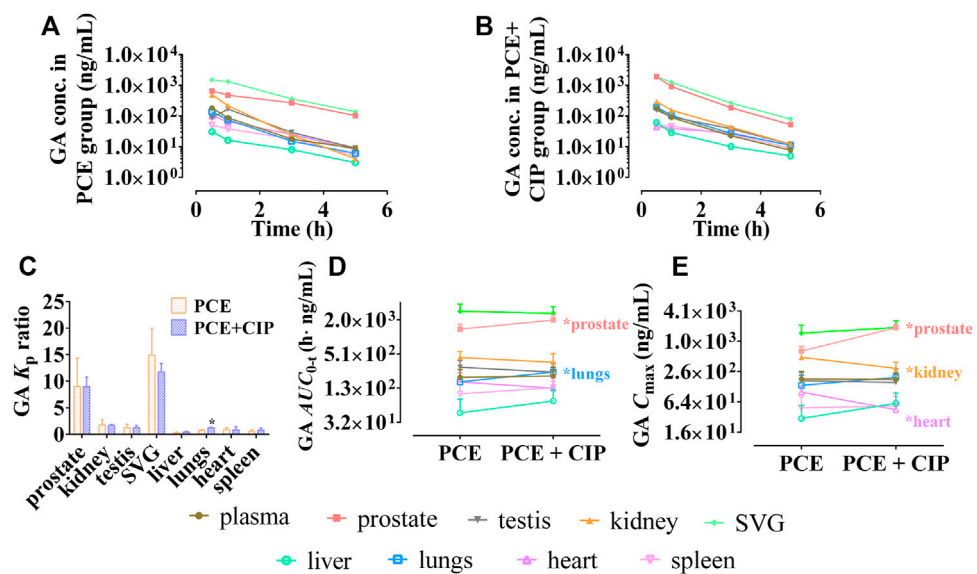 A
GA conc. in
PCE group (ng/mL)
1.0×10⁴
1.0×10³
1.0×10²
1.0×10¹
1.0×10⁰
0 2 4 6
Time (h)
B
GA conc. in PCE+
CIP group (ng/mL)
1.0×10⁴
1.0×10³
1.0×10²
1.0×10¹
1.0×10⁰
0 2 4 6
Time (h)
C
GA Kp ratio
25
20
15
10
5
0
PCE
PCE+CIP
*
prostate
kidney
testis
SVG
liver
lungs
heart
spleen
D
GA AUC0-t (h· ng/mL)
2.0×10³
5.1×10²
1.3×10²
3.2×10¹
*prostate
*lungs
PCE
PCE + CIP
E
GA Cmax (ng/mL)
4.1×10³
1.0×10³
2.6×10²
6.4×10¹
1.6×10¹
*prostate
*kidney
*heart
PCE
PCE + CIP
plasma prostate testis kidney SVG
liver lungs heart spleen